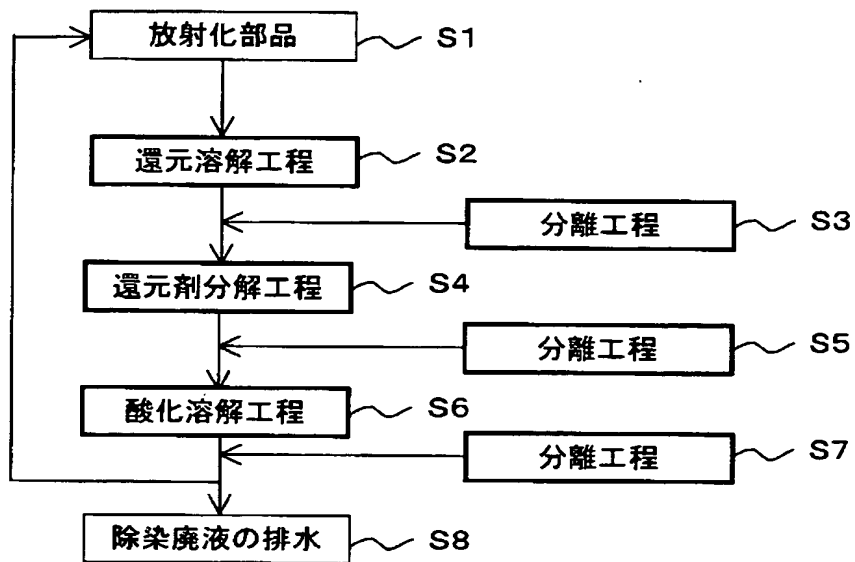 放射化部品 S1
還元溶解工程 S2
分離工程 S3
還元剤分解工程 S4
分離工程 S5
酸化溶解工程 S6
分離工程 S7
除染廃液の排水 S8